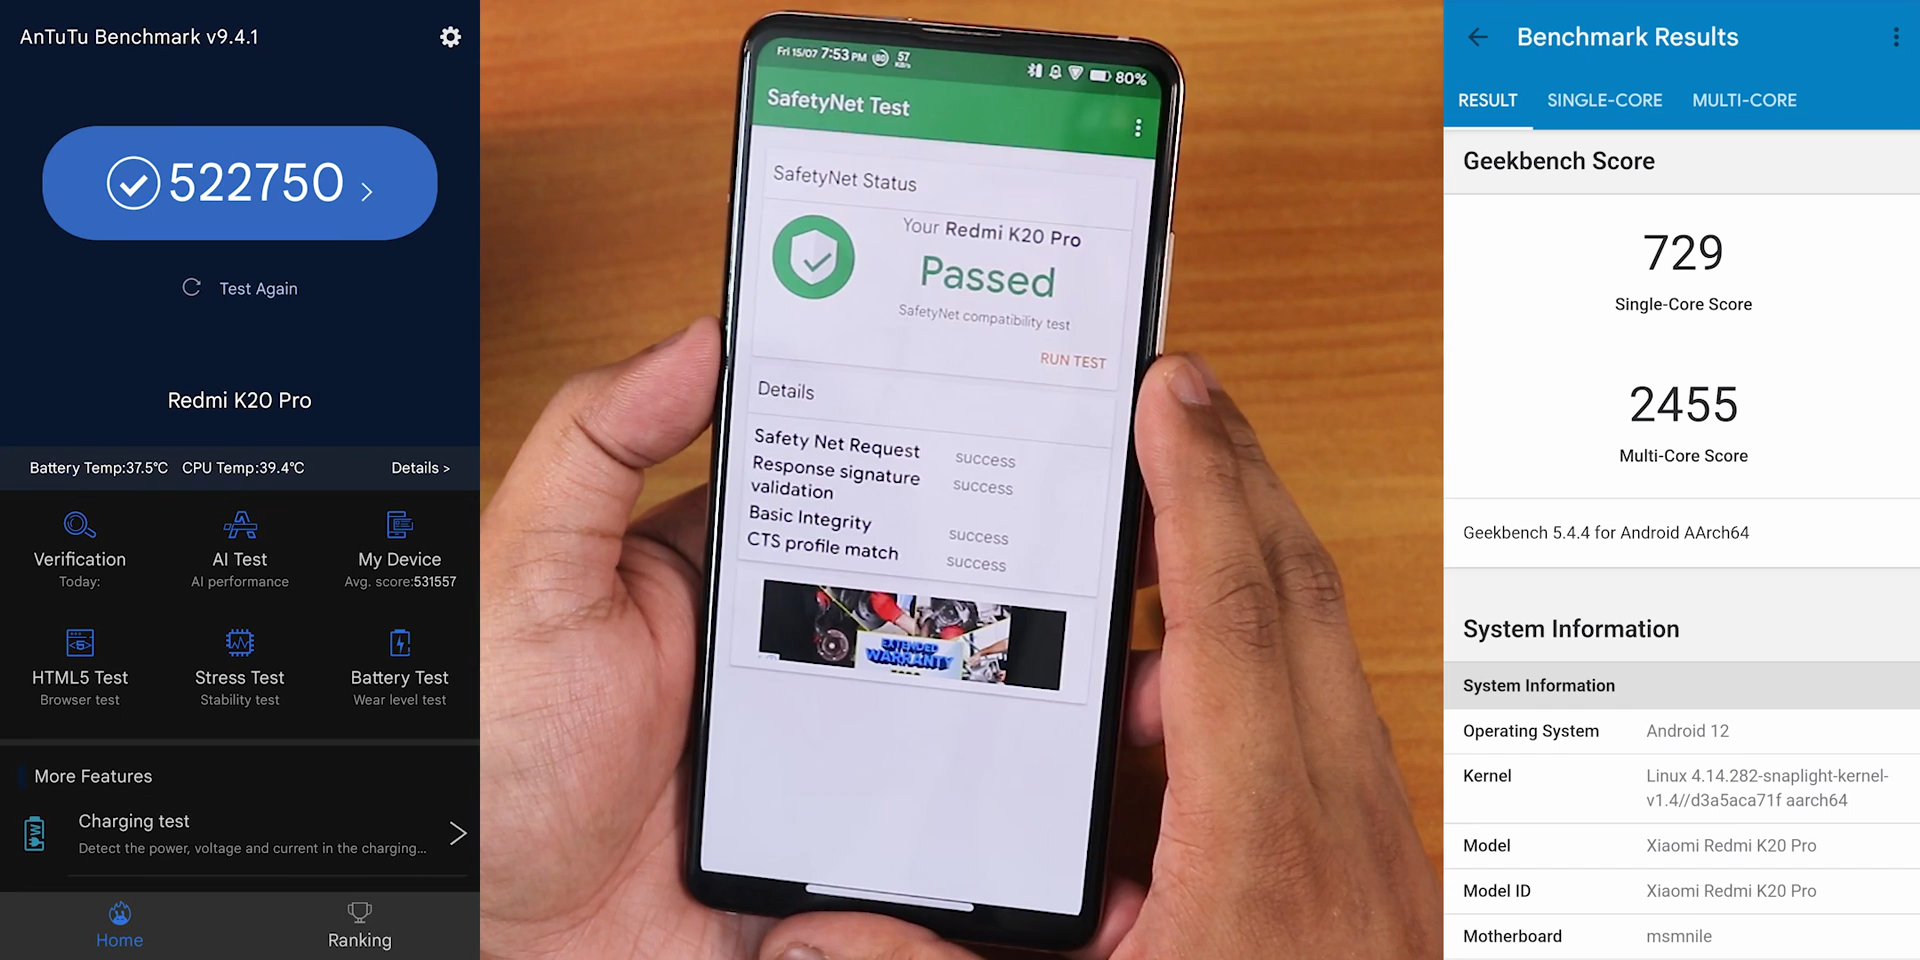 AnTuTu Benchmark v9.4.1
522750
Test Again
Redmi K20 Pro
Battery Temp:37.5°C CPU Temp:39.4°C Details >
Verification
Today:
AI Test
AI performance
My Device
Avg. score:531557
HTML5 Test
Browser test
Stress Test
Stability test
Battery Test
Wear level test
More Features
Charging test
Detect the power, voltage and current in the charging...
Home
Ranking
Fri 15/07 7:53 PM 80 57 KB/s 80%
SafetyNet Test
SafetyNet Status
Your Redmi K20 Pro
Passed
SafetyNet compatibility test
RUN TEST
Details
Safety Net Request success
Response signature success
validation
Basic Integrity success
CTS profile match success
EXTENDED
WARRANTY
Benchmark Results
RESULT SINGLE-CORE MULTI-CORE
Geekbench Score
729
Single-Core Score
2455
Multi-Core Score
Geekbench 5.4.4 for Android AArch64
System Information
System Information
Operating System Android 12
Kernel Linux 4.14.282-snaplight-kernel-
v1.4//d3a5aca71f aarch64
Model Xiaomi Redmi K20 Pro
Model ID Xiaomi Redmi K20 Pro
Motherboard msmnile